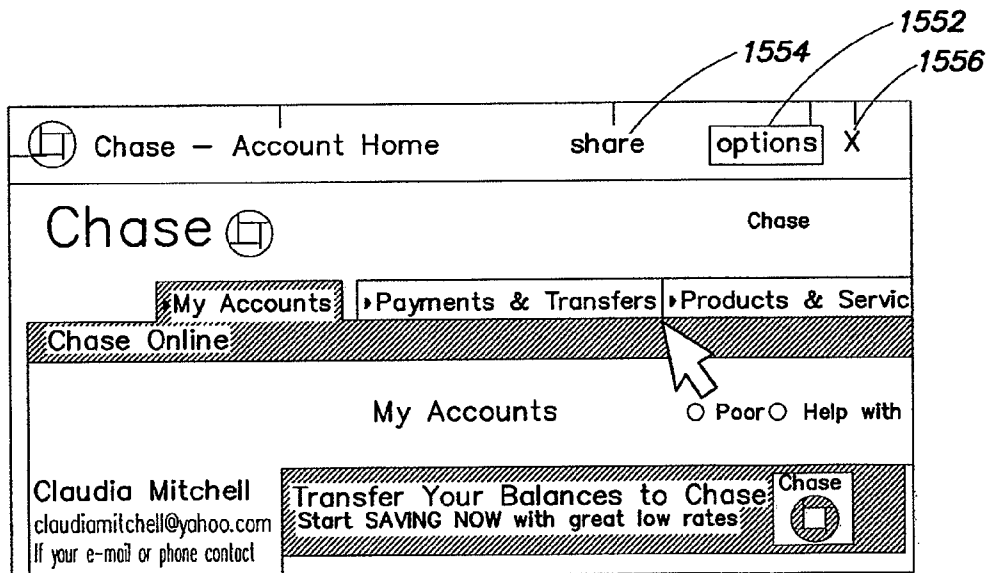 1552
1554
1556
Chase – Account Home share options X
Chase Chase
My Accounts Payments & Transfers Products & Servic
Chase Online
My Accounts Poor Help with
Claudia Mitchell
claudiamitchell@yahoo.com
If your e-mail or phone contact
Transfer Your Balances to Chase
Start SAVING NOW with great low rates
Chase